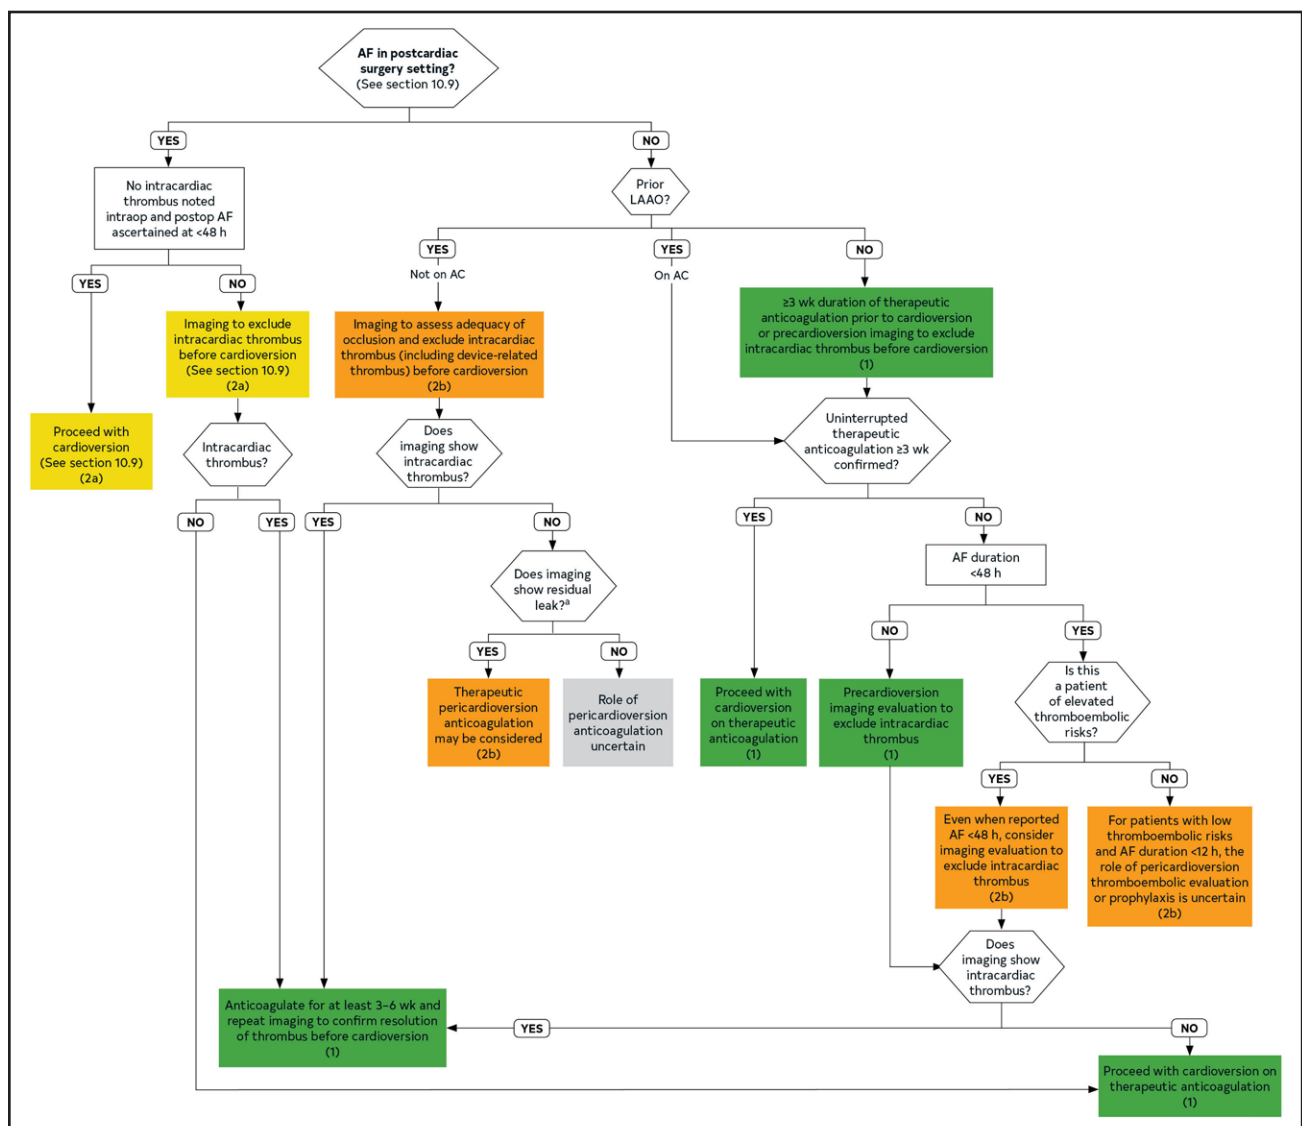 AF in postcardiac
surgery setting?
(See section 10.9)
YES
NO
No intracardiac
thrombus noted
intraop and postop AF
ascertained at <48 h
Prior
LAAO?
YES
NO
YES
Not on AC
YES
On AC
NO
Imaging to exclude
intracardiac thrombus
before cardioversion
(See section 10.9)
(2a)
Imaging to assess adequacy of
occlusion and exclude intracardiac
thrombus (including device-related
thrombus) before cardioversion
(2b)
≥3 wk duration of therapeutic
anticoagulation prior to cardioversion
or precardioversion imaging to exclude
intracardiac thrombus before cardioversion
(1)
Proceed with
cardioversion
(See section 10.9)
(2a)
Intracardiac
thrombus?
Does
imaging show
intracardiac
thrombus?
Uninterrupted
therapeutic
anticoagulation ≥3 wk
confirmed?
NO
YES
YES
NO
YES
NO
Does imaging
show residual
leak?a
AF duration
<48 h
YES
NO
NO
YES
Therapeutic
pericardioversion
anticoagulation
may be considered
(2b)
Role of
pericardioversion
anticoagulation
uncertain
Proceed with
cardioversion
on therapeutic
anticoagulation
(1)
Precardioversion
imaging evaluation to
exclude intracardiac
thrombus
(1)
Is this
a patient
of elevated
thromboembolic
risks?
YES
NO
Even when reported
AF <48 h, consider
imaging evaluation to
exclude intracardiac
thrombus
(2b)
For patients with low
thromboembolic risks
and AF duration <12 h, the
role of pericardioversion
thromboembolic evaluation
or prophylaxis is uncertain
(2b)
Does
imaging show
intracardiac
thrombus?
Anticoagulate for at least 3–6 wk and
repeat imaging to confirm resolution
of thrombus before cardioversion
(1)
YES
NO
Proceed with cardioversion on
therapeutic anticoagulation
(1)